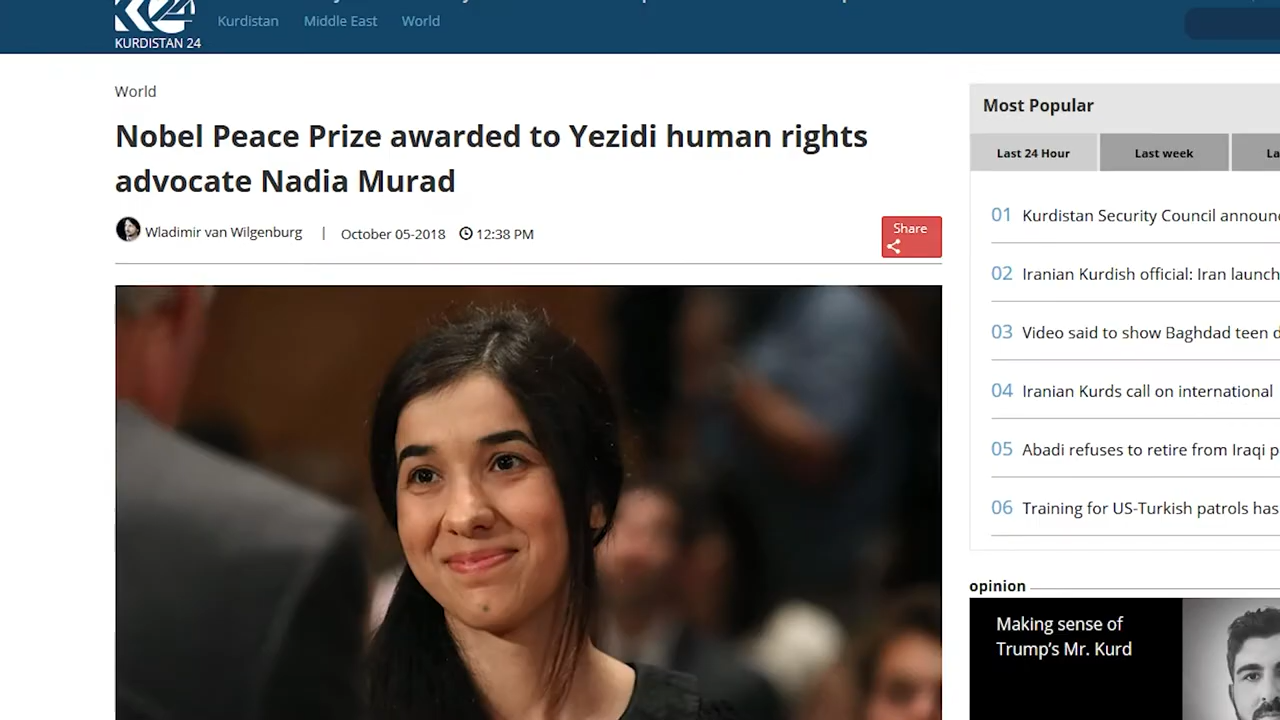 KURDISTAN 24
Kurdistan Middle East World
World
Nobel Peace Prize awarded to Yezidi human rights
advocate Nadia Murad
Wladimir van Wilgenburg | October 05-2018 12:38 PM
Share
Most Popular
Last 24 Hour Last week La
01 Kurdistan Security Council announ
02 Iranian Kurdish official: Iran launch
03 Video said to show Baghdad teen d
04 Iranian Kurds call on international
05 Abadi refuses to retire from Iraqi p
06 Training for US-Turkish patrols has
opinion
Making sense of
Trump's Mr. Kurd